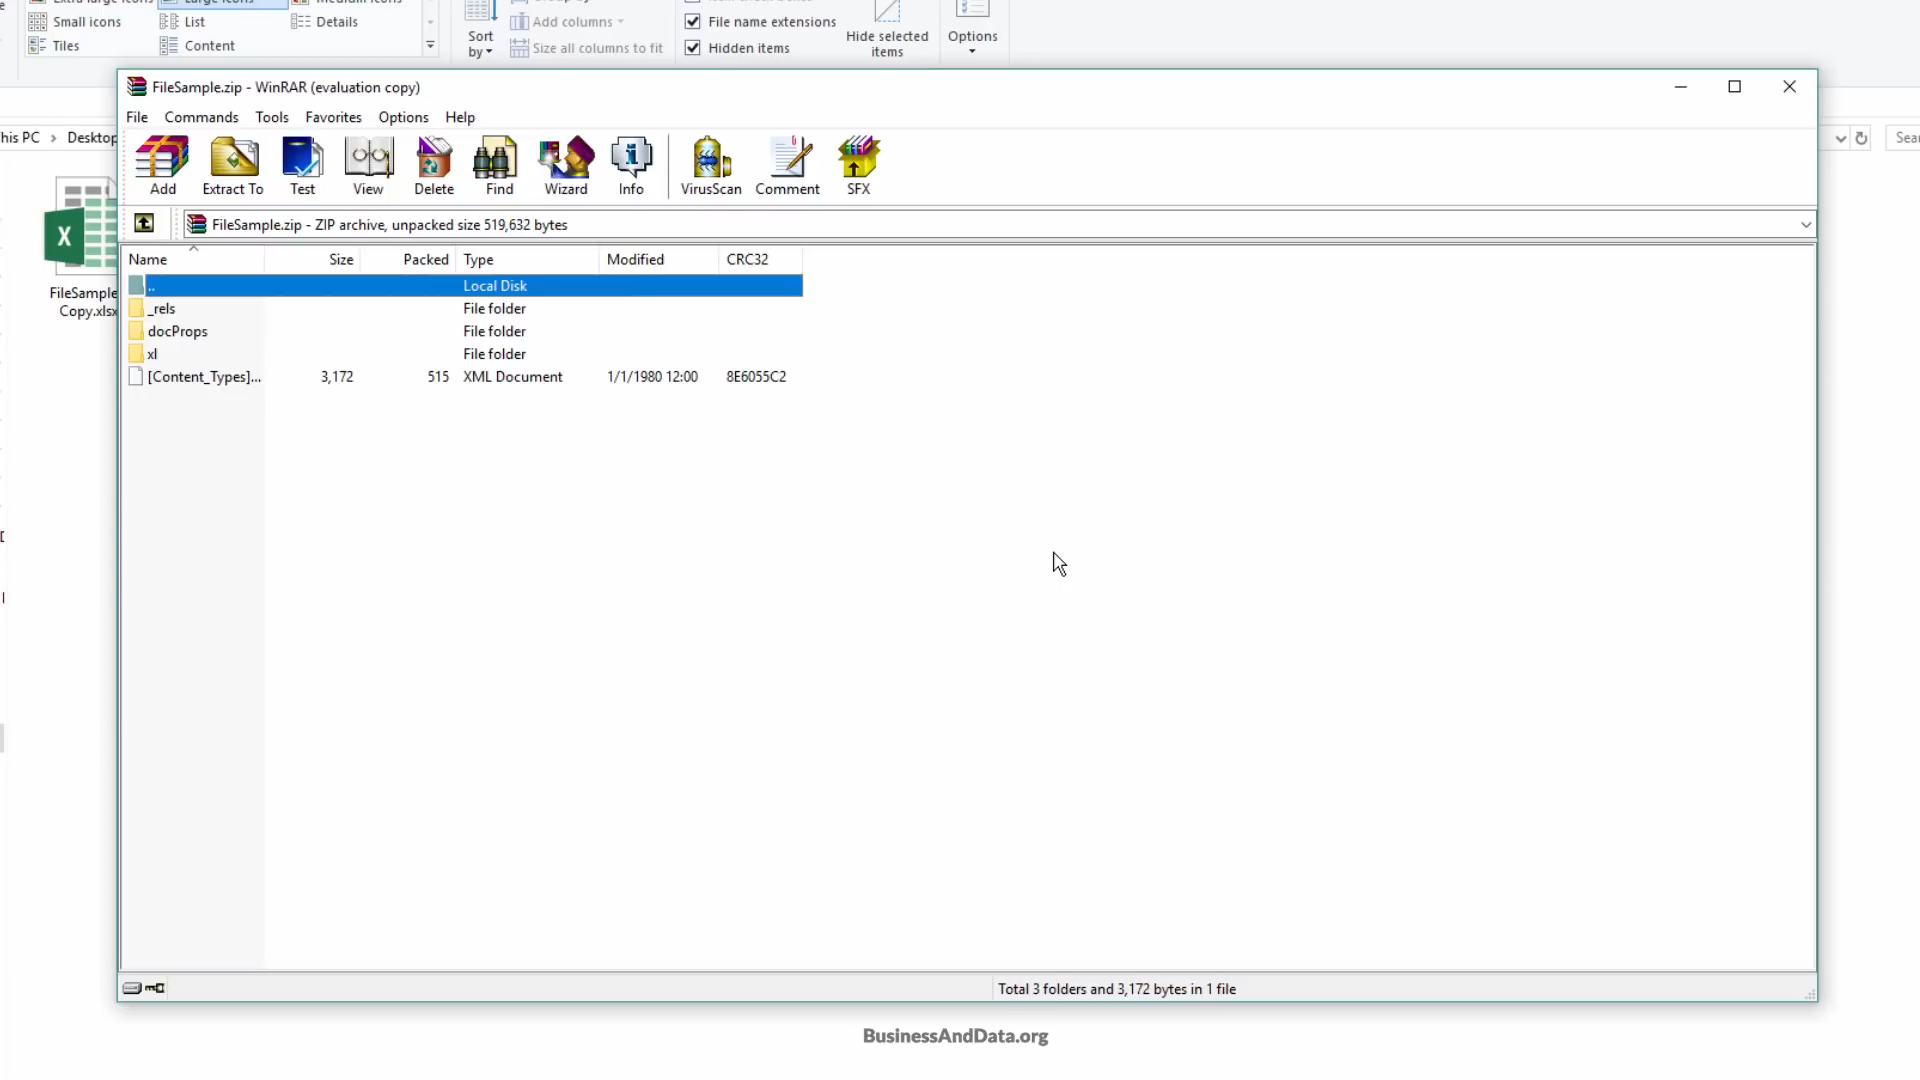 Small icons
List
Details
Tiles
Content
Sort
by
Add columns
Size all columns to fit
File name extensions
Hidden items
Hide selected
items
Options
FileSample.zip - WinRAR (evaluation copy)
File Commands Tools Favorites Options Help
Desktop
Add
Extract To
Test
View
Delete
Find
Wizard
Info
VirusScan
Comment
SFX
FileSample.zip - ZIP archive, unpacked size 519,632 bytes
Name Size Packed Type Modified CRC32
.. Local Disk
_rels File folder
docProps File folder
xl File folder
[Content_Types]... 3,172 515 XML Document 1/1/1980 12:00 8E6055C2
X
FileSample
Copy.xlsx
Total 3 folders and 3,172 bytes in 1 file
BusinessAndData.org